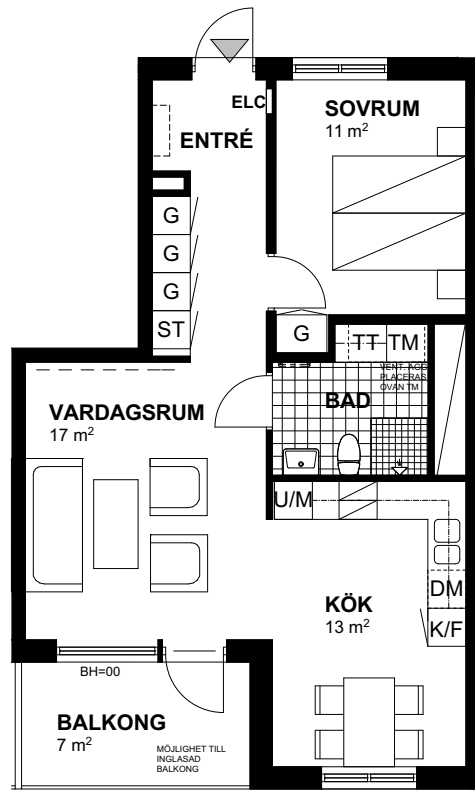 ELC
SOVRUM
11 m²
ENTRÉ
G
G
G
ST
G
TT TM
VENT. AGG
PLACERAS
OVAN TM
BAD
VARDAGSRUM
17 m²
U/M
DM
K/F
KÖK
13 m²
BH=00
BALKONG
7 m²
MÖJLIGHET TILL
INGLASAD
BALKONG